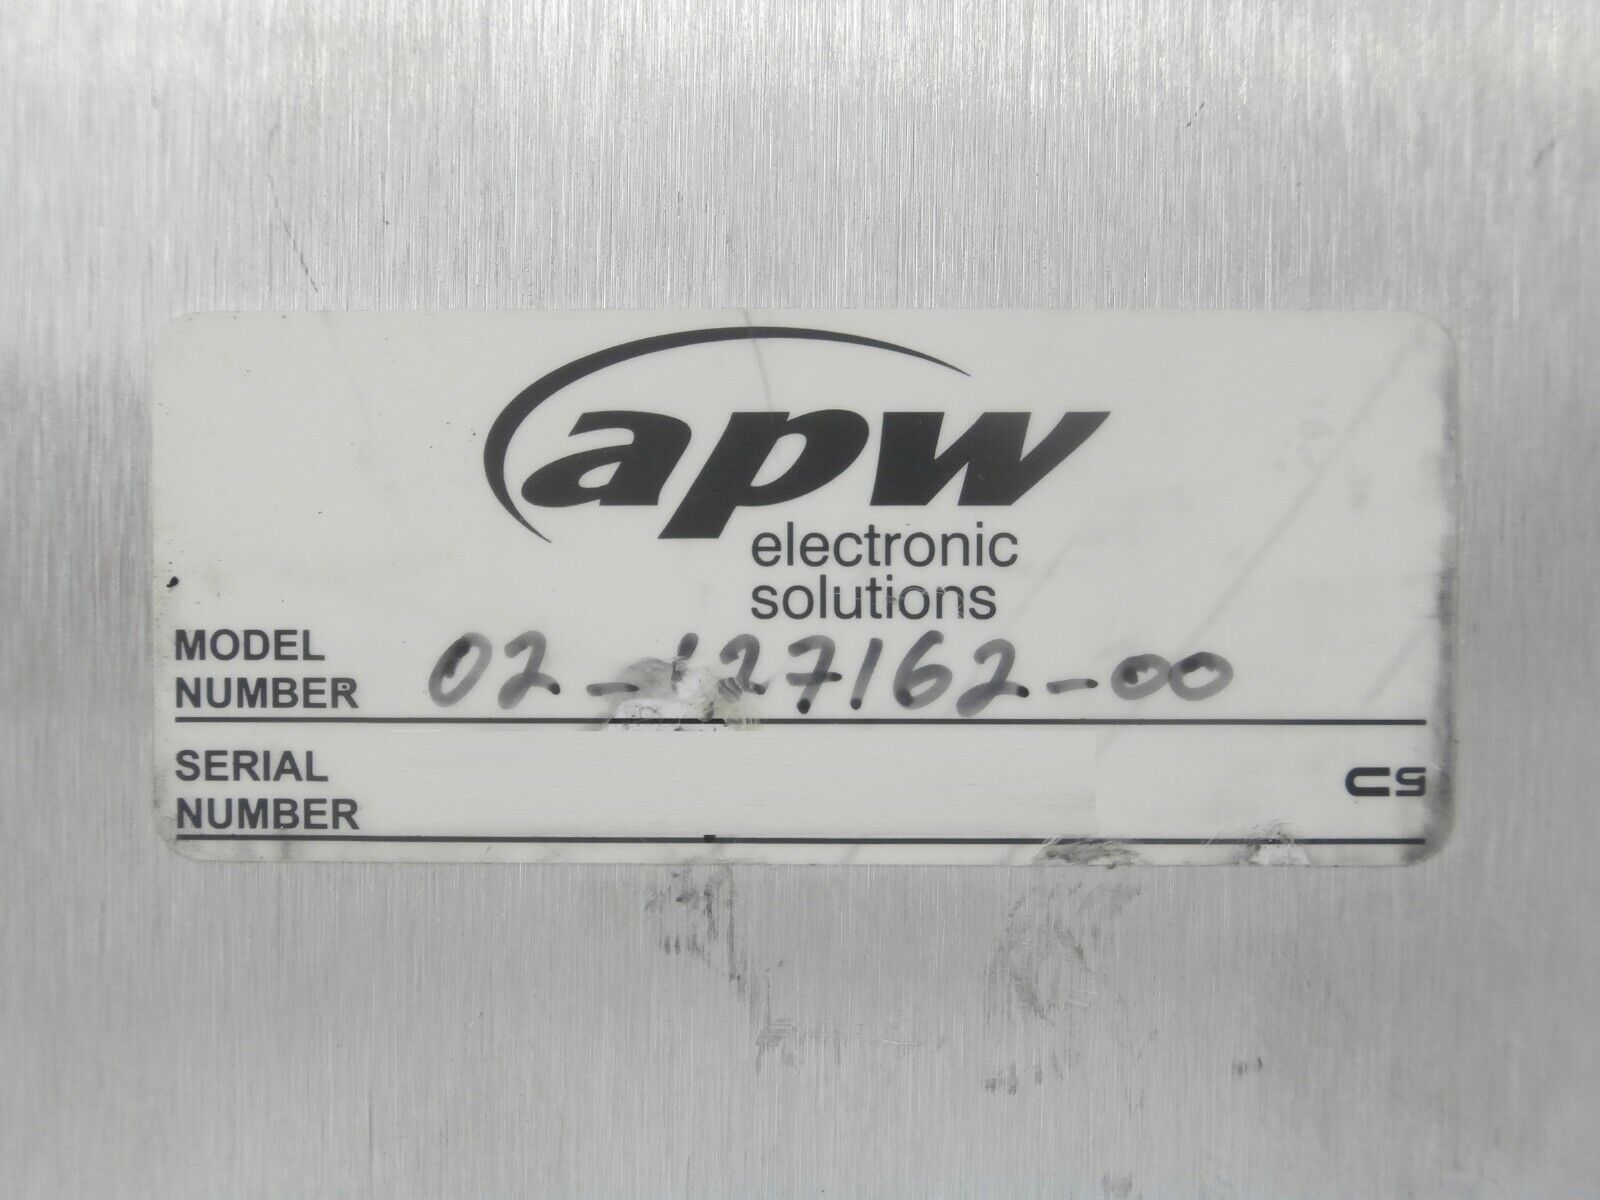 apw
electronic
solutions
MODEL
NUMBER 02-127162-00
SERIAL
NUMBER
CS